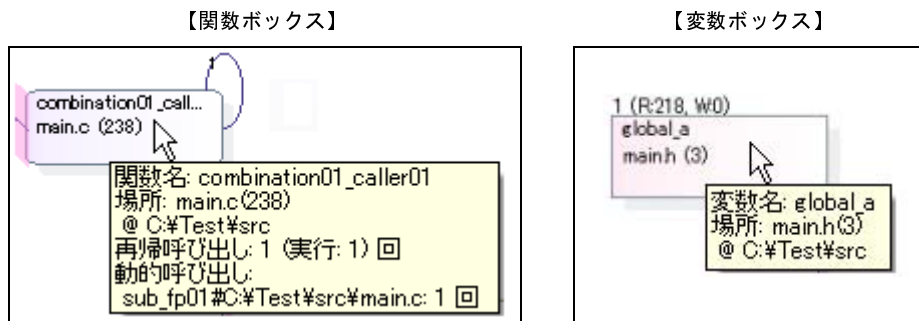 【関数ボックス】
【変数ボックス】
1
combination01_call...
main.c (238)
関数名: combination01_caller01
場所: main.c(238)
@ C:¥Test¥src
再帰呼び出し: 1 (実行: 1) 回
動的呼び出し:
sub_fp01#C:¥Test¥src¥main.c: 1 回
1 (R:218, W:0)
global_a
main.h (3)
変数名: global_a
場所: main.h(3)
@ C:¥Test¥src